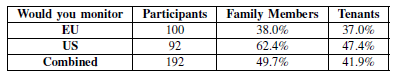 Would you monitor Participants Family Members Tenants
EU 100 38.0% 37.0%
US 92 62.4% 47.4%
Combined 192 49.7% 41.9%